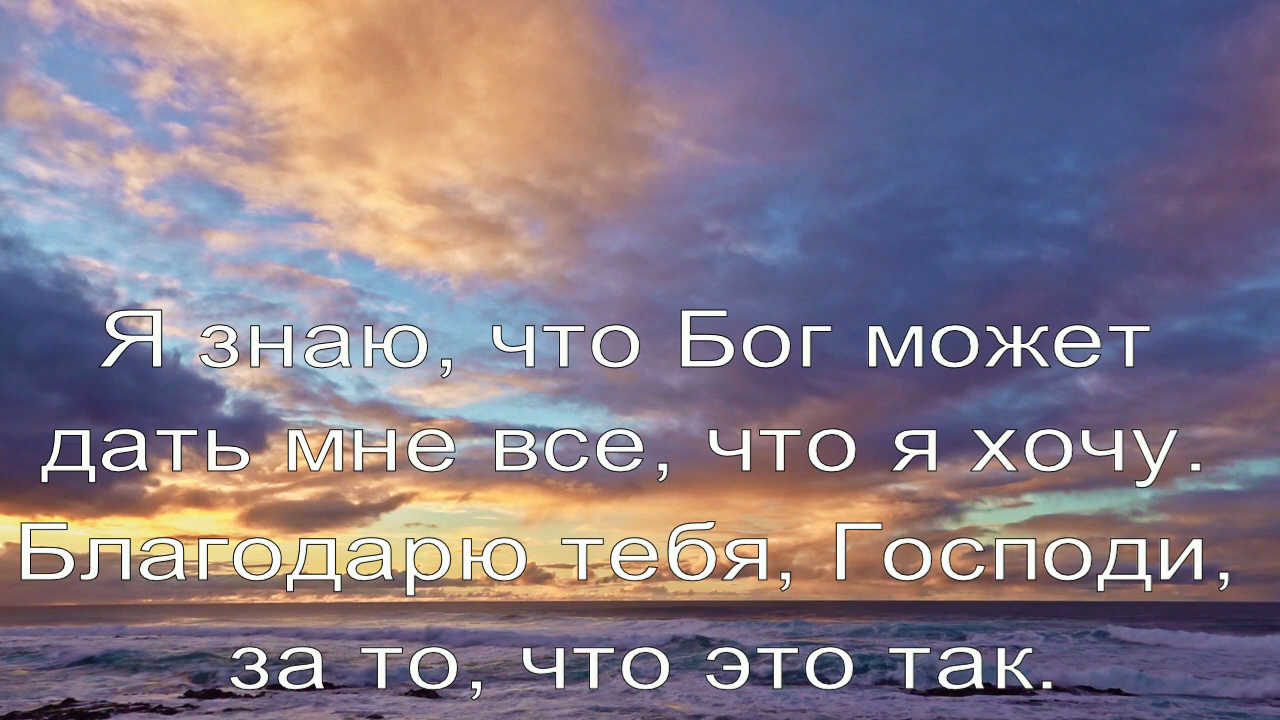 Я знаю, что Бог может
дать мне все, что я хочу.
Благодарю тебя, Господи,
за то, что это так.